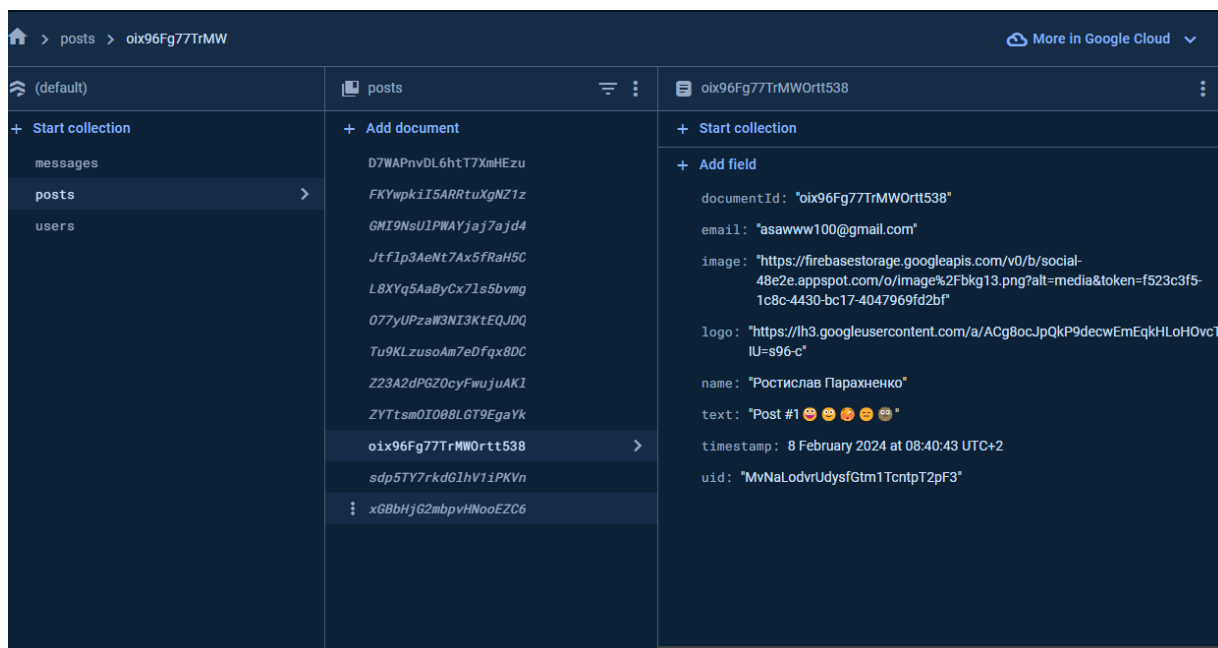 posts > oix96Fg77TrMW
More in Google Cloud
(default)
Start collection
messages
posts
users
posts
Add document
D7WAPnvDL6htT7XmHEzu
FKYwpkiI5ARRtuXgNZ1z
GMI9NsUlPWAYjaj7ajd4
Jtflp3AeNt7Ax5fRaH5C
L8XYq5AaByCx7ls5bvmg
O77yUPzaW3NI3KtEQJDQ
Tu9KLzusoAm7eDfqx8DC
Z23A2dPGZOcyFwujuAKl
ZYTtsmOIO08LGT9EgaYk
oix96Fg77TrMWOrtt538
sdp5TY7rkdGlhV1iPKVn
xGBbHjG2mbpvHNooEZC6
oix96Fg77TrMWOrtt538
Start collection
Add field
documentId: "oix96Fg77TrMWOrtt538"
email: "asawww100@gmail.com"
image: "https://firebasestorage.googleapis.com/v0/b/social-
48e2e.appspot.com/o/image%2Fbkg13.png?alt=media&token=f523c3f5-
1c8c-4430-bc17-4047969fd2bf"
logo: "https://lh3.googleusercontent.com/a/ACg8ocJpQkP9decwEmEqkHLoHOvcT
IU=s96-c"
name: "Ростислав Парахненко"
text: "Post #1 "
timestamp: 8 February 2024 at 08:40:43 UTC+2
uid: "MvNaLodvrUdysfGtm1TcntpT2pF3"